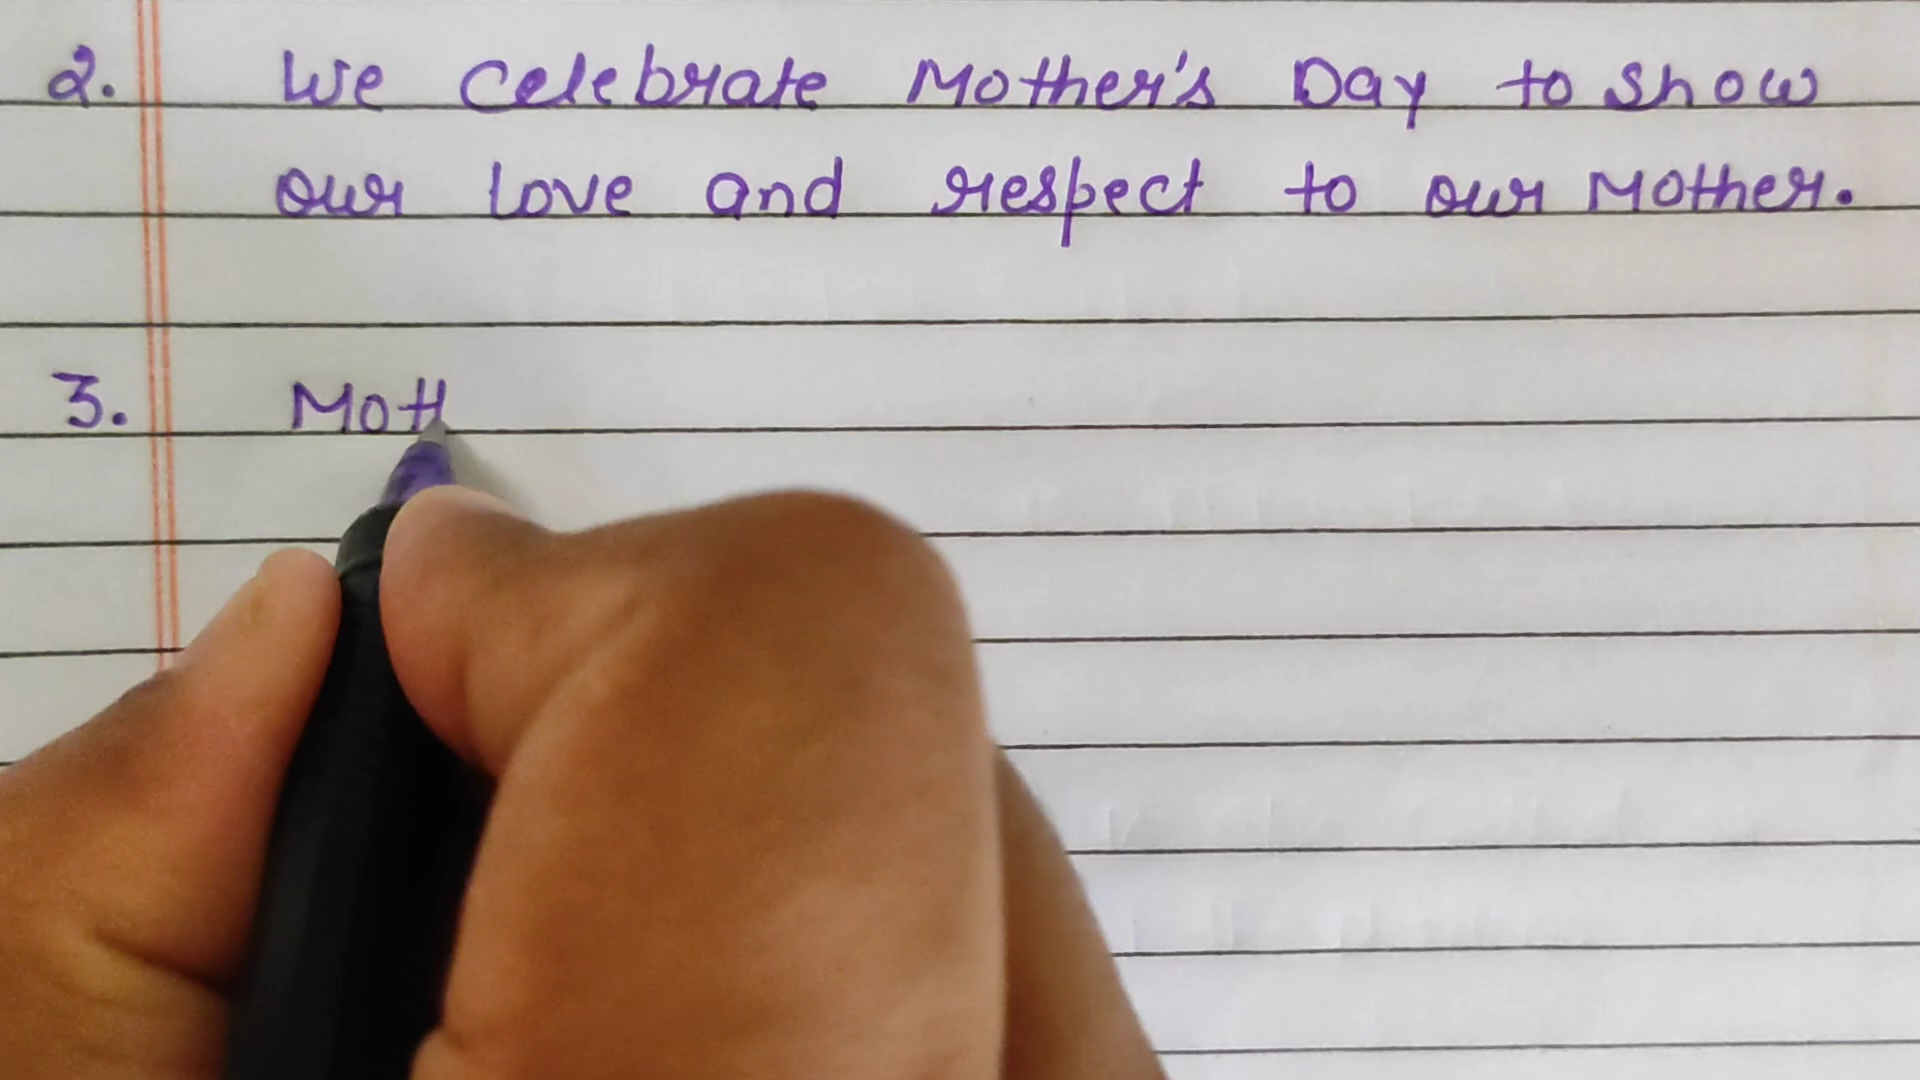 2. We celebrate Mother's Day to show
our love and respect to our Mother.
3. Moth